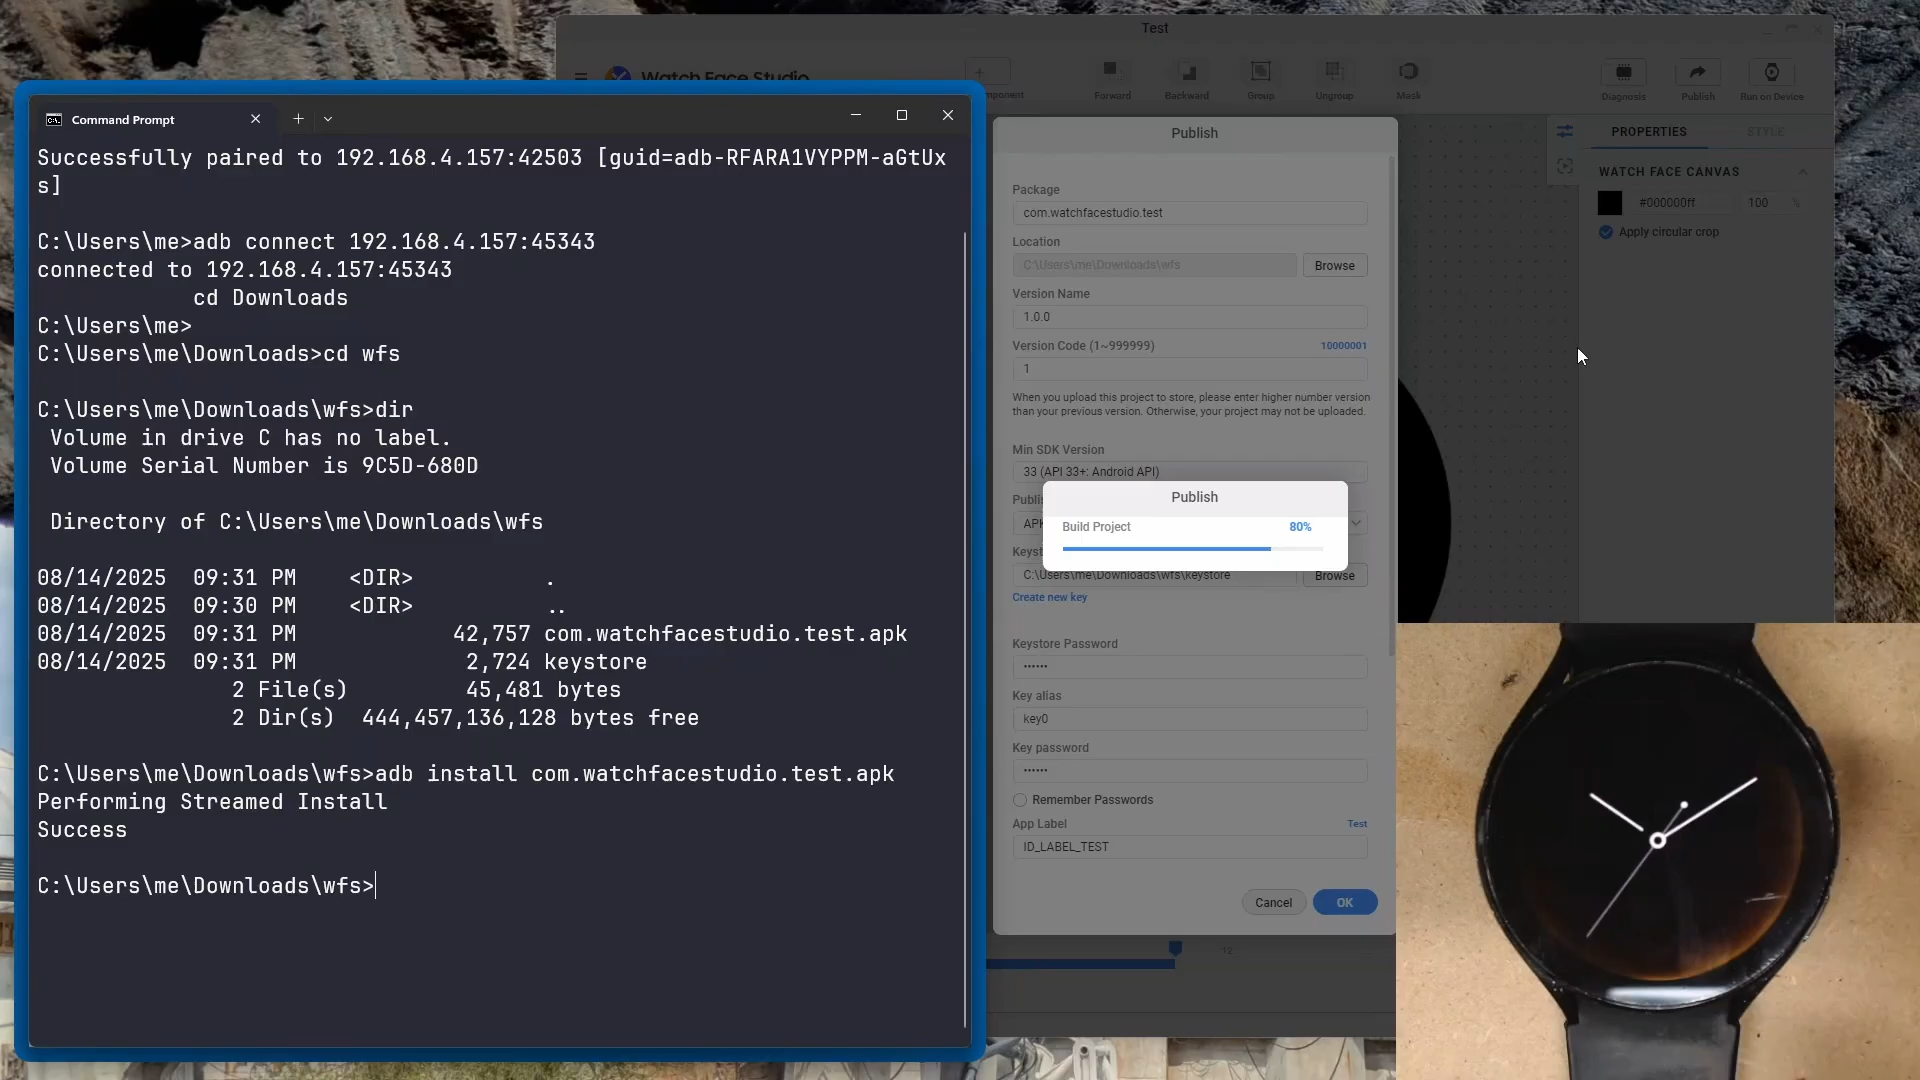 Test
Watch Face Studio
Forward
Backward
Group
Ungroup
Mask
Diagnosis
Publish
Run on Device
Command Prompt
Successfully paired to 192.168.4.157:42503 [guid=adb-RFARA1VYPPM-aGtUx
s]
C:\Users\me>adb connect 192.168.4.157:45343
connected to 192.168.4.157:45343
cd Downloads
C:\Users\me>
C:\Users\me\Downloads>cd wfs
C:\Users\me\Downloads\wfs>dir
Volume in drive C has no label.
Volume Serial Number is 9C5D-680D
Directory of C:\Users\me\Downloads\wfs
08/14/2025 09:31 PM <DIR> .
08/14/2025 09:30 PM <DIR> ..
08/14/2025 09:31 PM 42,757 com.watchfacestudio.test.apk
08/14/2025 09:31 PM 2,724 keystore
2 File(s) 45,481 bytes
2 Dir(s) 444,457,136,128 bytes free
C:\Users\me\Downloads\wfs>adb install com.watchfacestudio.test.apk
Performing Streamed Install
Success
C:\Users\me\Downloads\wfs>
Publish
Package
com.watchfacestudio.test
Location
C:\Users\me\Downloads\wfs
Browse
Version Name
1.0.0
Version Code (1~999999)
10000001
1
When you upload this project to store, please enter higher number version
than your previous version. Otherwise, your project may not be uploaded.
Min SDK Version
33 (API 33+: Android API)
Publish
Build Project
80%
C:\Users\me\Downloads\wfs\keystore
Browse
Create new key
Keystore Password
••••••
Key alias
key0
Key password
••••••
Remember Passwords
App Label
Test
ID_LABEL_TEST
Cancel
OK
12
PROPERTIES
STYLE
WATCH FACE CANVAS
#000000ff
100
%
Apply circular crop